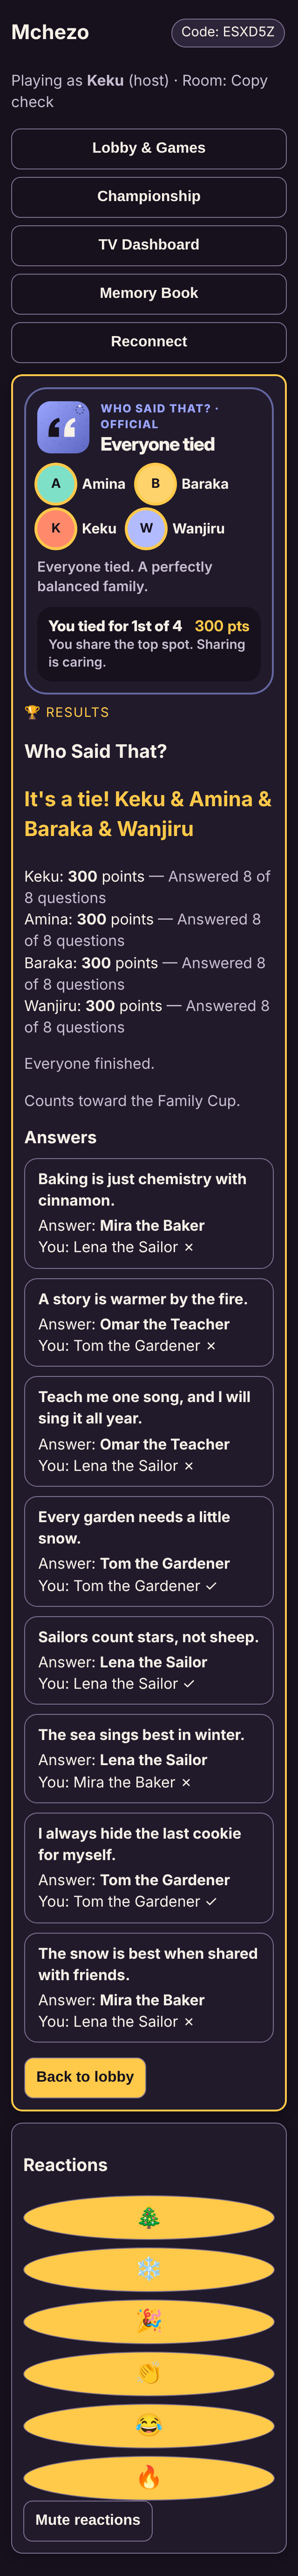 Mchezo
Code: ESXD5Z
Playing as Keku (host) · Room: Copy
check
Lobby & Games
Championship
TV Dashboard
Memory Book
Reconnect
WHO SAID THAT? ·
OFFICIAL
Everyone tied
A Amina B Baraka
K Keku W Wanjiru
Everyone tied. A perfectly
balanced family.
You tied for 1st of 4 300 pts
You share the top spot. Sharing
is caring.
🏆 RESULTS
Who Said That?
It's a tie! Keku & Amina &
Baraka & Wanjiru
Keku: 300 points — Answered 8 of
8 questions
Amina: 300 points — Answered 8
of 8 questions
Baraka: 300 points — Answered 8
of 8 questions
Wanjiru: 300 points — Answered 8
of 8 questions
Everyone finished.
Counts toward the Family Cup.
Answers
Baking is just chemistry with
cinnamon.
Answer: Mira the Baker
You: Lena the Sailor ×
A story is warmer by the fire.
Answer: Omar the Teacher
You: Tom the Gardener ×
Teach me one song, and I will
sing it all year.
Answer: Omar the Teacher
You: Lena the Sailor ×
Every garden needs a little
snow.
Answer: Tom the Gardener
You: Tom the Gardener ✓
Sailors count stars, not sheep.
Answer: Lena the Sailor
You: Lena the Sailor ✓
The sea sings best in winter.
Answer: Lena the Sailor
You: Mira the Baker ×
I always hide the last cookie
for myself.
Answer: Tom the Gardener
You: Tom the Gardener ✓
The snow is best when shared
with friends.
Answer: Mira the Baker
You: Lena the Sailor ×
Back to lobby
Reactions
🎄
❄️
🎉
👏
😂
🔥
Mute reactions